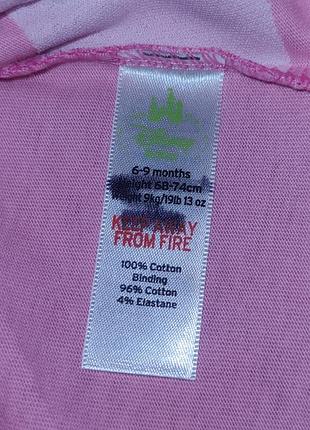 Disney
6-9 months
Height 68-74cm
Weight 9kg/19lb 13 oz
KEEP AWAY
FROM FIRE
100% Cotton
Binding
96% Cotton
4% Elastane